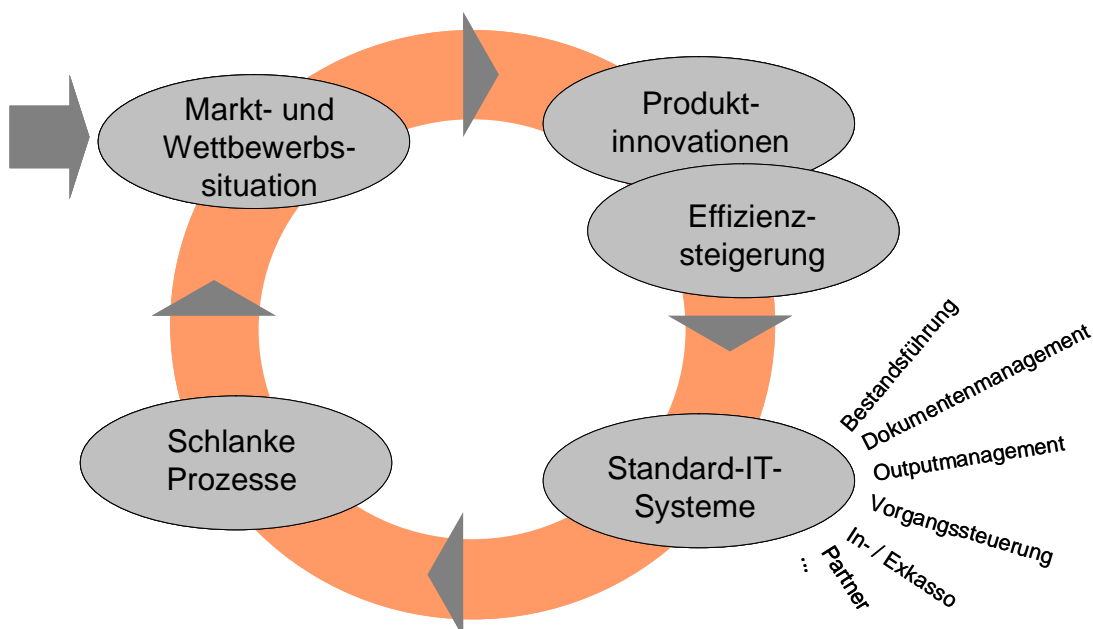 Markt- und
Wettbewerbs-
situation
Produkt-
innovationen
Effizienz-
steigerung
Schlanke
Prozesse
Standard-IT-
Systeme
Bestandsführung
Dokumentenmanagement
Outputmanagement
Vorgangssteuerung
In- / Exkasso
Partner
...